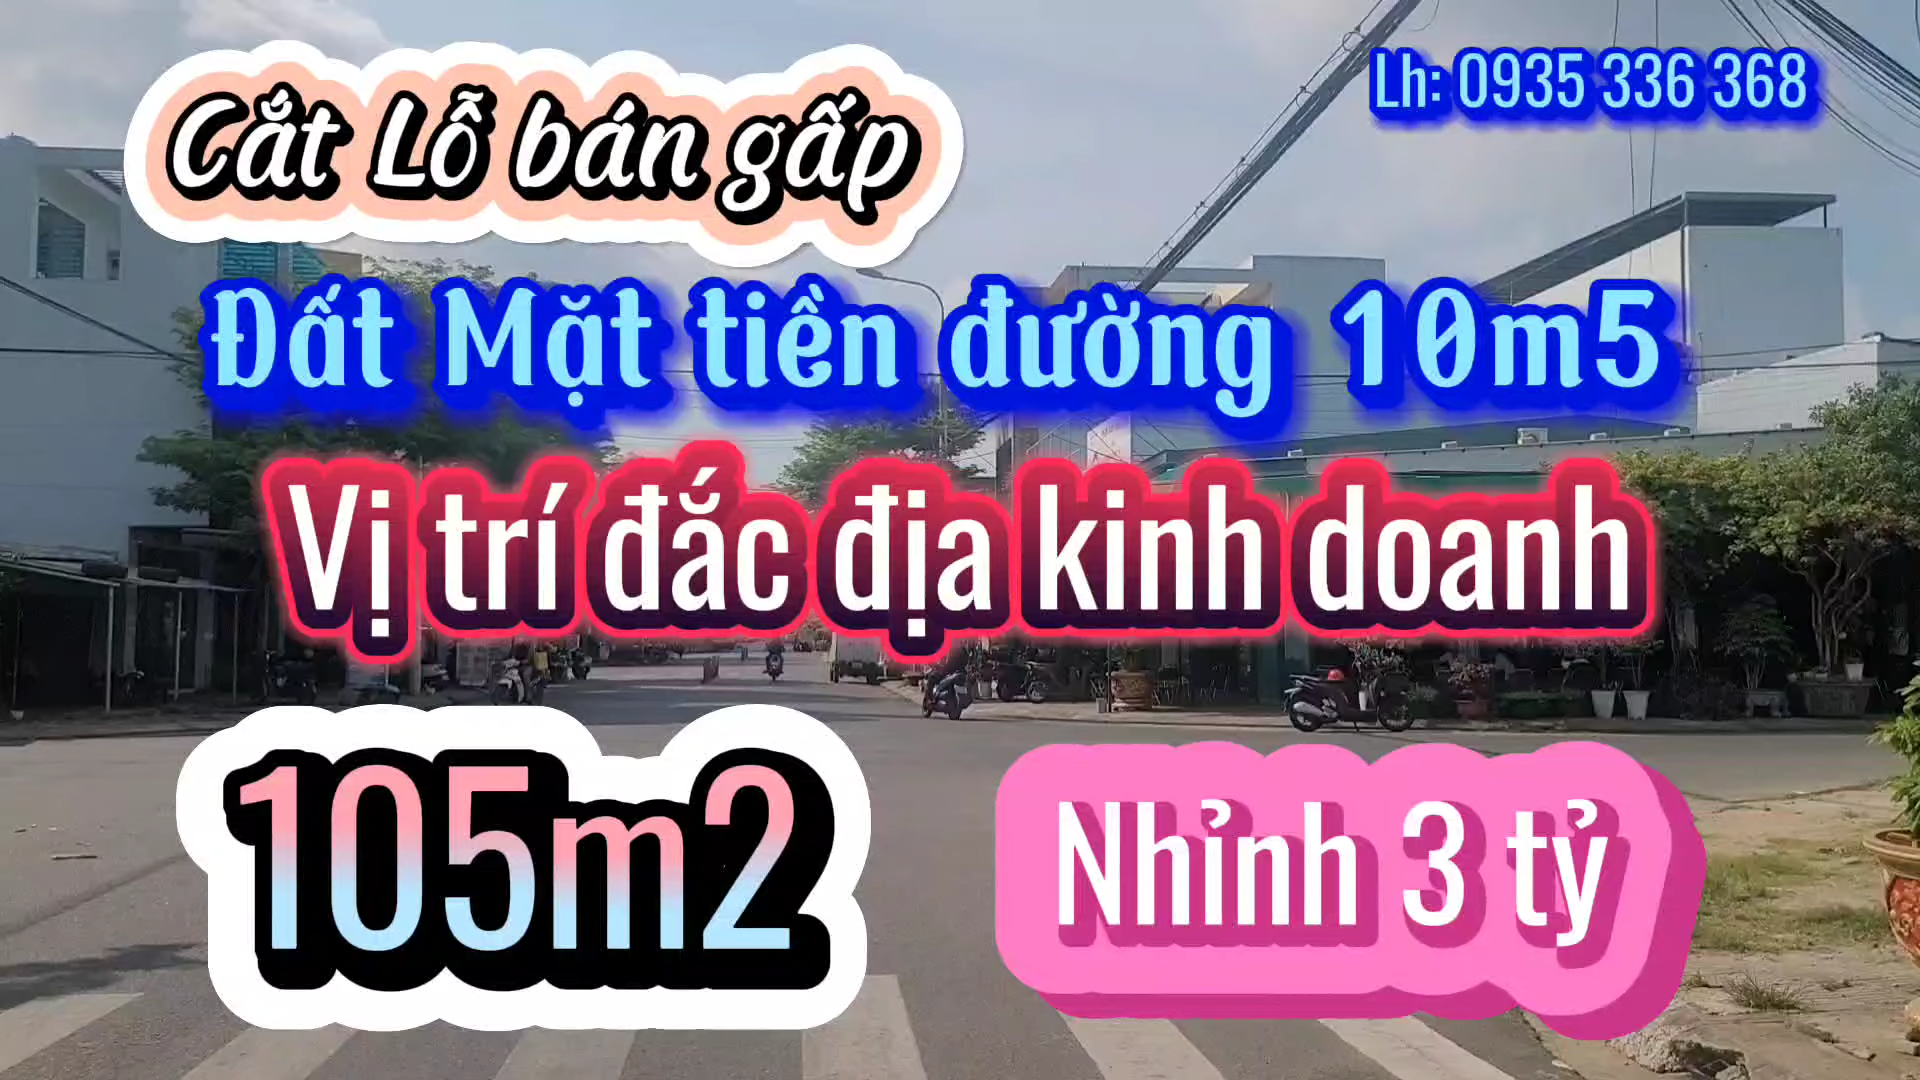 Lh: 0935 336 368
Cắt Lỗ bán gấp
Đất Mặt tiền đường 10m5
Vị trí đắc địa kinh doanh
105m2
Nhỉnh 3 tỷ